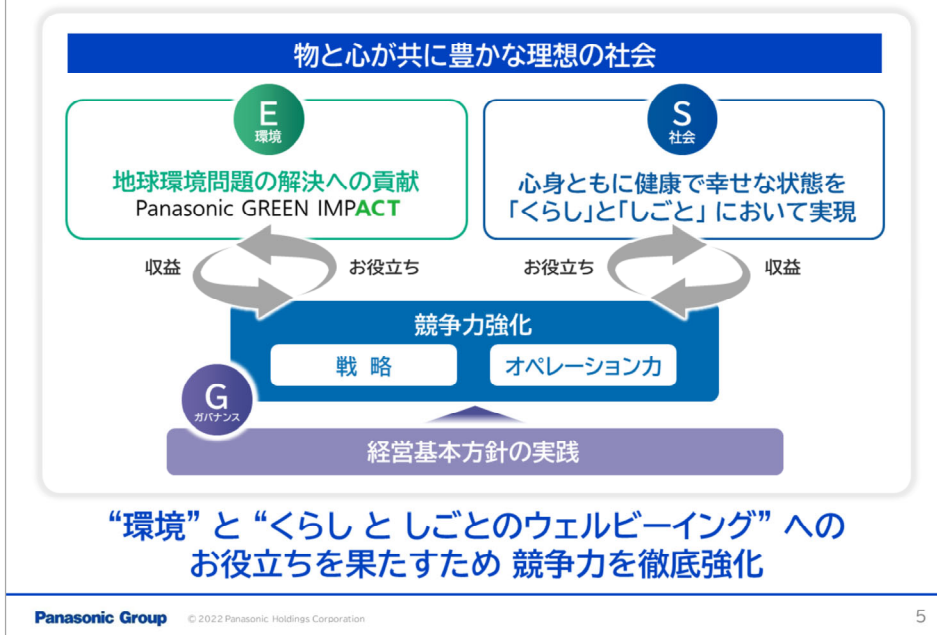 物と心が共に豊かな理想の社会
E
環境
地球環境問題の解決への貢献
Panasonic GREEN IMPACT
S
社会
心身ともに健康で幸せな状態を
「くらし」と「しごと」において実現
収益
お役立ち
お役立ち
収益
競争力強化
戦 略
オペレーション力
G
ガバナンス
経営基本方針の実践
“環境” と “くらし と しごとのウェルビーイング” への
お役立ちを果たすため 競争力を徹底強化
Panasonic Group
© 2022 Panasonic Holdings Corporation
5